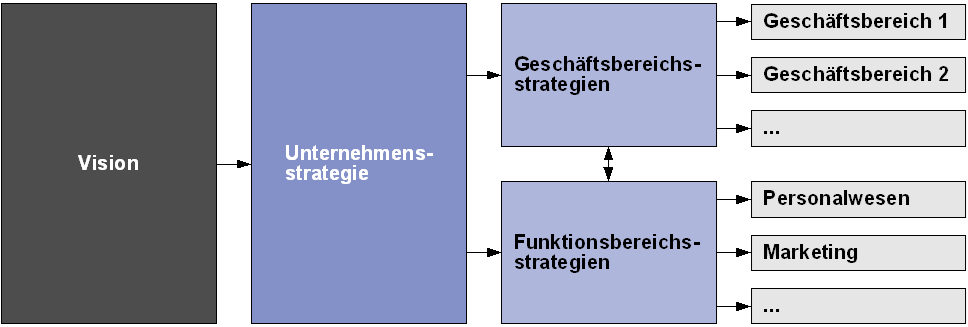 Vision
Unternehmens-
strategie
Geschäftsbereichs-
strategien
Geschäftsbereich 1
Geschäftsbereich 2
...
Funktionsbereichs-
strategien
Personalwesen
Marketing
...